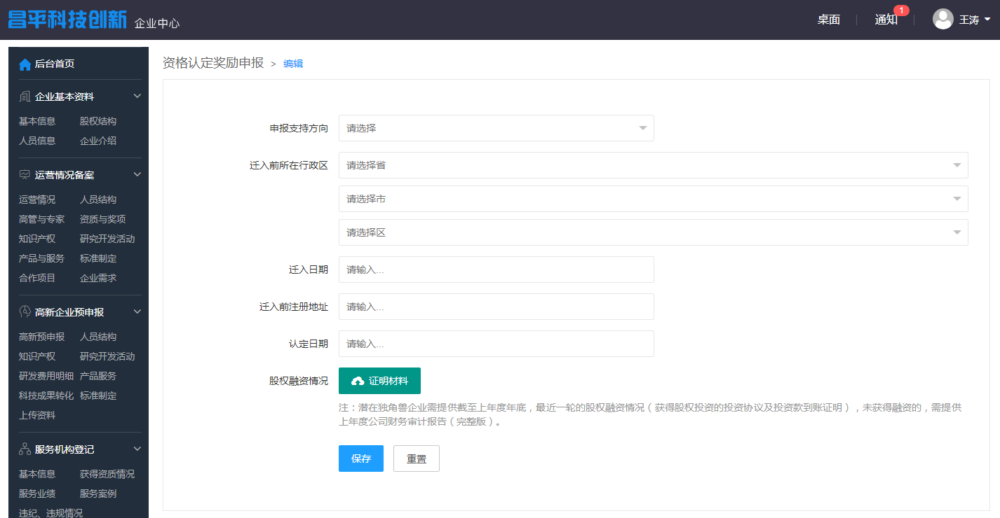 昌平科技创新 企业中心
桌面 通知 1 王涛
后台首页
企业基本资料
基本信息 股权结构
人员信息 企业介绍
运营情况备案
运营情况 人员结构
高管与专家 资质与奖项
知识产权 研究开发活动
产品与服务 标准制定
合作项目 企业需求
高新企业预申报
高新预申报 人员结构
知识产权 研究开发活动
研发费用明细 产品服务
科技成果转化 标准制定
上传资料
服务机构登记
基本信息 获得资质情况
服务业绩 服务案例
违纪、违规情况
资格认定奖励申报 > 编辑
申报支持方向 请选择
迁入前所在行政区 请选择省
请选择市
请选择区
迁入日期 请输入...
迁入前注册地址 请输入...
认定日期 请输入...
股权融资情况 证明材料
注：潜在独角兽企业需提供截至上年度年底，最近一轮的股权融资情况（获得股权投资的投资协议及投资款到账证明），未获得融资的，需提供
上年度公司财务审计报告（完整版）。
保存 重置